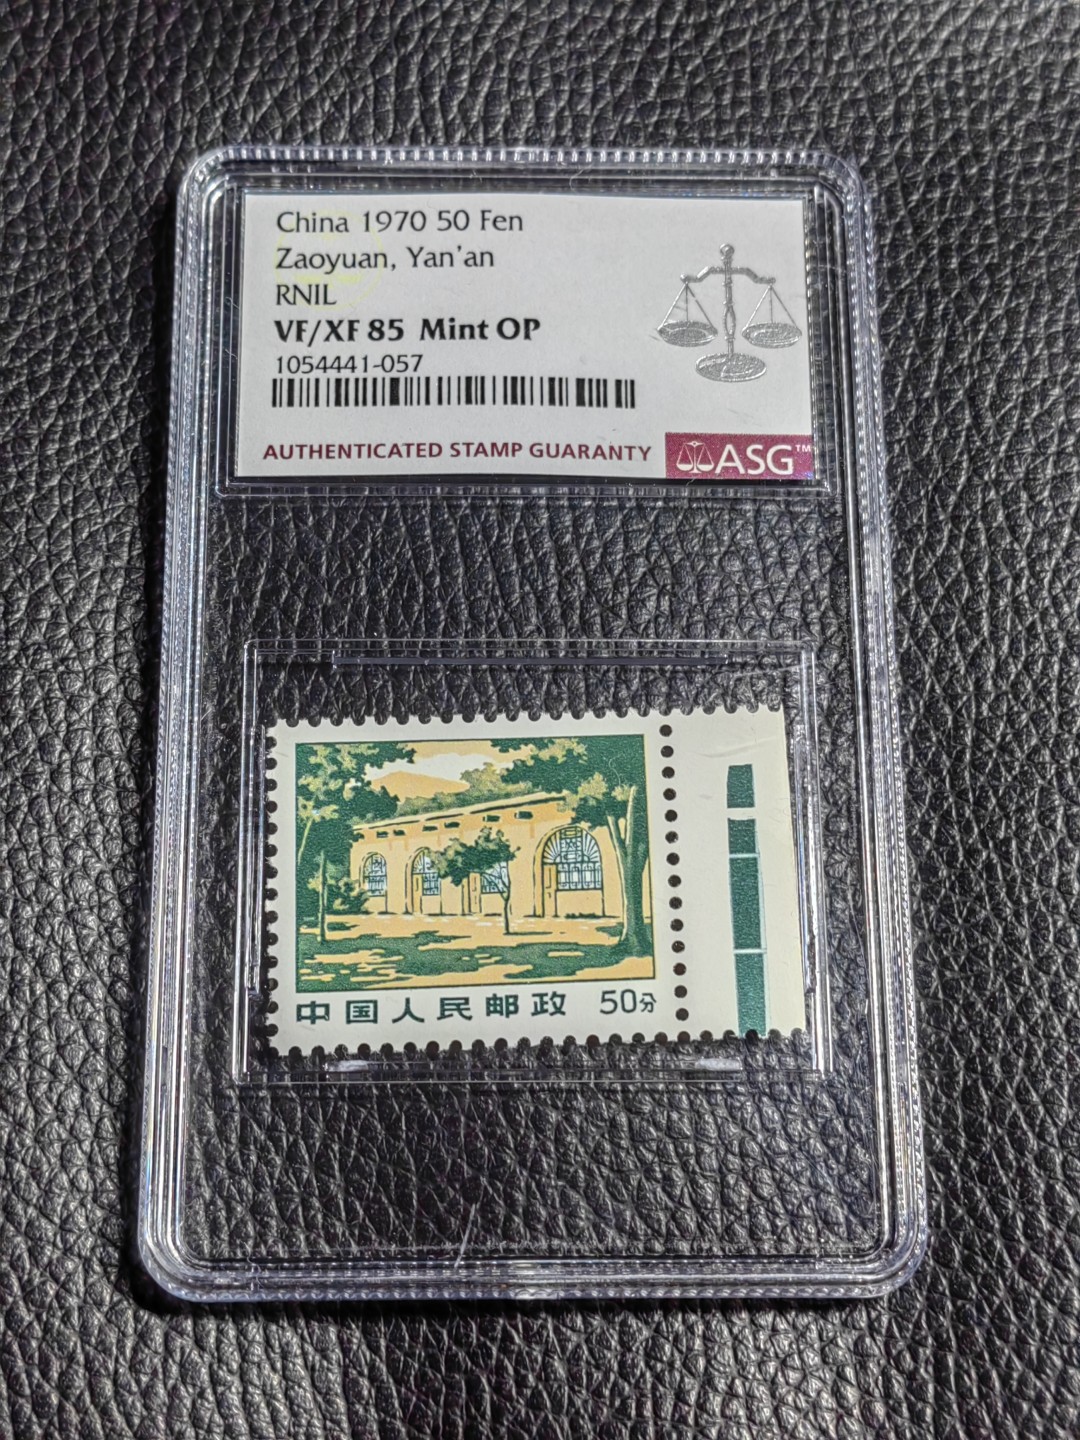 China 1970 50 Fen
Zaoyuan, Yan'an
RNIL
VF/XF 85 Mint OP
1054441-057
AUTHENTICATED STAMP GUARANTY ASG™
中国人民邮政 50分